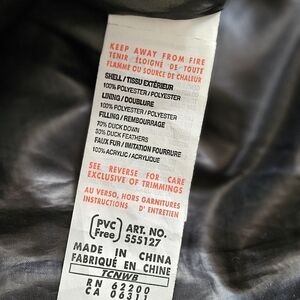 KEEP AWAY FROM FIRE
TENIR ÉLOIGNÉ DE TOUTE
FLAMME OU SOURCE DE CHALEUR
SHELL / TISSU EXTÉRIEUR
100% POLYESTER / POLYESTER
LINING / DOUBLURE
100% POLYESTER / POLYESTER
FILLING / REMBOURRAGE
70% DUCK DOWN
30% DUCK FEATHERS
FAUX FUR / IMITATION FOURRURE
100% ACRYLIC / ACRYLIQUE
SEE REVERSE FOR CARE
EXCLUSIVE OF TRIMMINGS
AU VERSO, HORS GARNITURES
INSTRUCTIONS D' ENTRETIEN
PVC Free
ART. NO.
555127
MADE IN CHINA
FABRIQUÉ EN CHINE
TCNWB
RN 62200
CA 06311